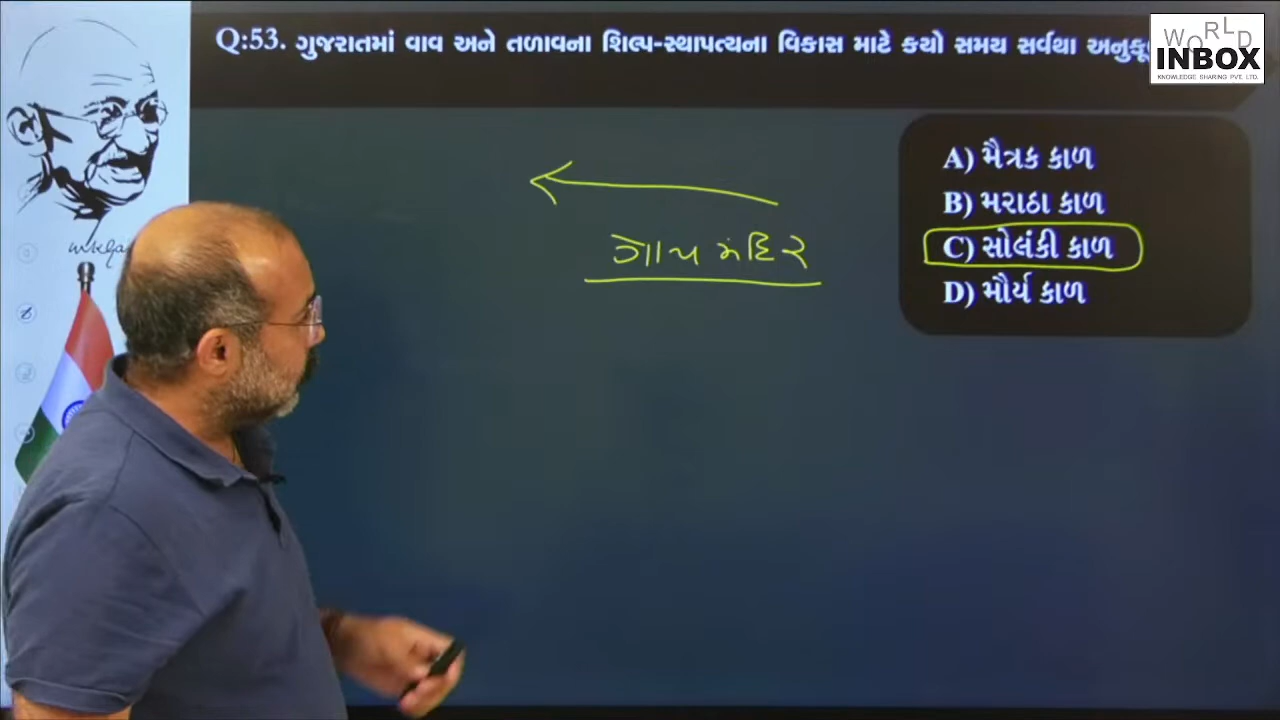 Q:53. ગુજરાતમાં વાવ અને તળાવના શિલ્પ-સ્થાપત્યના વિકાસ માટે કયો સમય સર્વથા
WORLD
INBOX
KNOWLEDGE SHARING PVT. LTD.
A) મૈત્રક કાળ
B) મરાઠા કાળ
C) સોલંકી કાળ
D) મૌર્ય કાળ
મંદિર